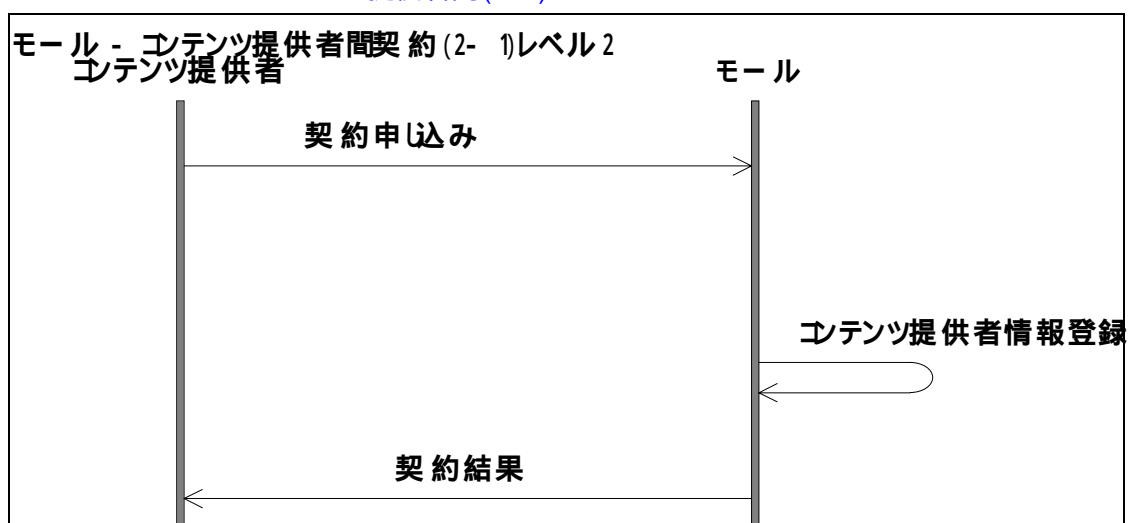 モール - コンテンツ提供者間契約(2- 1)レベル2
コンテンツ提供者
モール
契約申し込み
コンテンツ提供者情報登録
契約結果